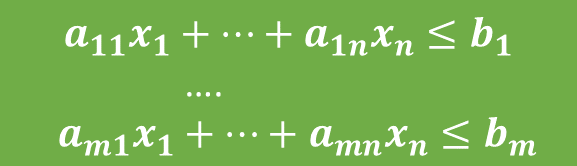 a₁₁x₁ + ⋯ + a₁ₙxₙ ≤ b₁
....
aₘ₁x₁ + ⋯ + aₘₙxₙ ≤ bₘ